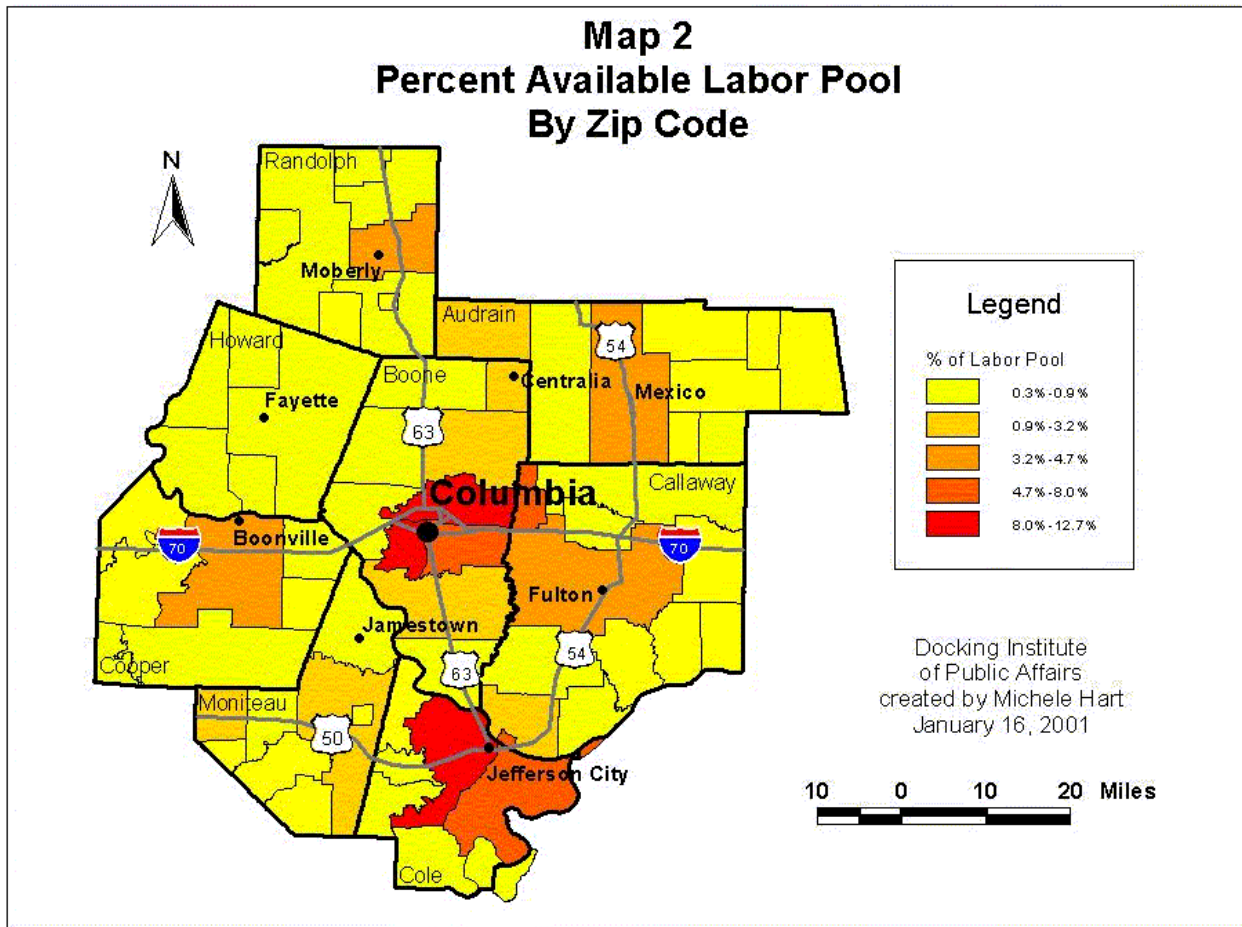 Map 2
Percent Available Labor Pool
By Zip Code
N
Randolph
Moberly
Audrain
Howard
54
Boone
Centralia
Mexico
Fayette
63
Callaway
Columbia
70
Boonville
70
Fulton
Jamestown
54
Cooper
63
Moniteau
50
Jefferson City
Cole
Legend
% of Labor Pool
0.3%-0.9%
0.9%-3.2%
3.2%-4.7%
4.7%-8.0%
8.0%-12.7%
Docking Institute
of Public Affairs
created by Michele Hart
January 16, 2001
10 0 10 20 Miles